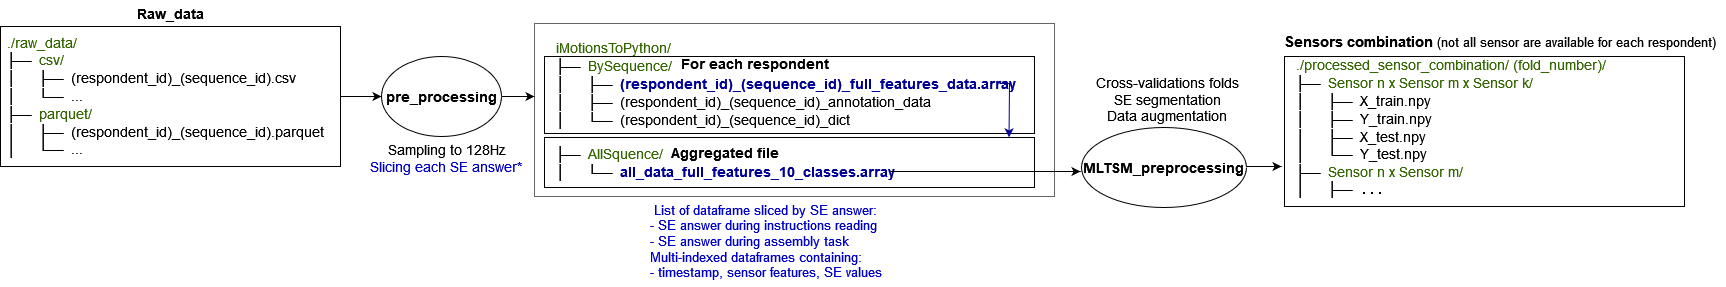 Raw_data
./raw_data/
csv/
(respondent_id)_(sequence_id).csv
...
parquet/
(respondent_id)_(sequence_id).parquet
...
pre_processing
Sampling to 128Hz
Slicing each SE answer*
iMotionsToPython/
BySequence/ For each respondent
(respondent_id)_(sequence_id)_full_features_data.array
(respondent_id)_(sequence_id)_annotation_data
(respondent_id)_(sequence_id)_dict
AllSquence/ Aggregated file
all_data_full_features_10_classes.array
List of dataframe sliced by SE answer:
- SE answer during instructions reading
- SE answer during assembly task
Multi-indexed dataframes containing:
- timestamp, sensor features, SE values
Cross-validations folds
SE segmentation
Data augmentation
MLTSM_preprocessing
Sensors combination (not all sensor are available for each respondent)
./processed_sensor_combination/ (fold_number)/
Sensor n x Sensor m x Sensor k/
X_train.npy
Y_train.npy
X_test.npy
Y_test.npy
Sensor n x Sensor m/
...